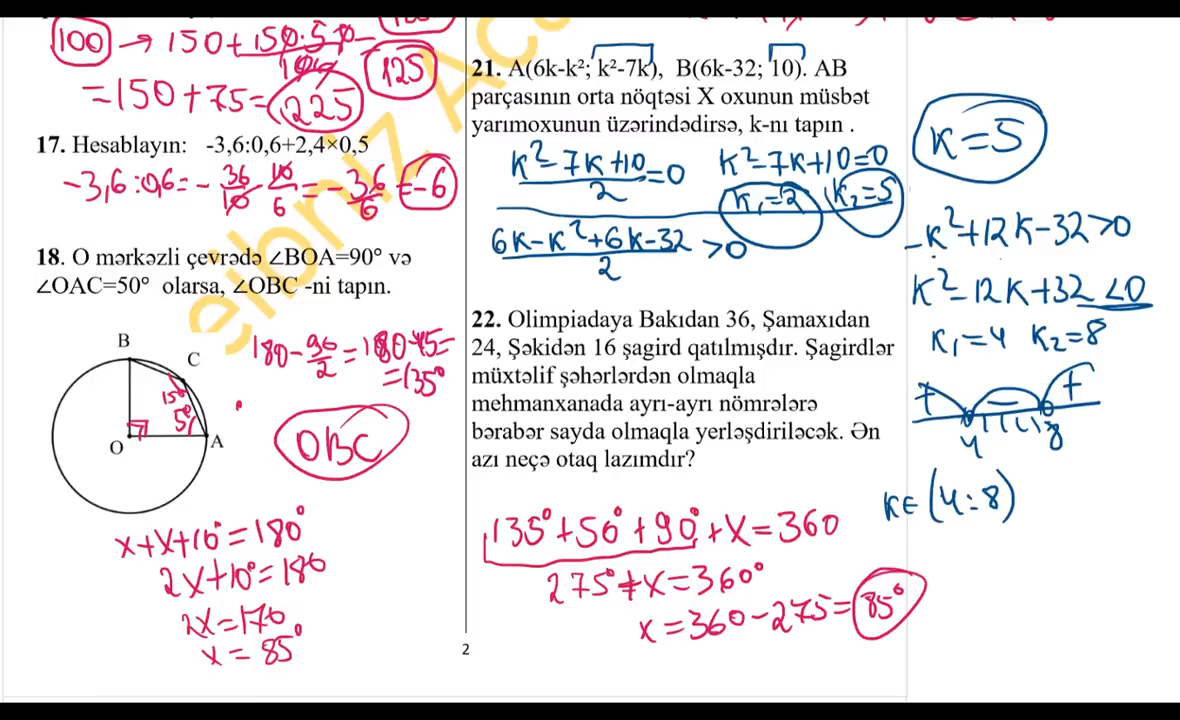 100 → 150 + 150·50
100
125
= 150 + 75 = 225
17. Hesablayın: -3,6:0,6+2,4×0,5
-3,6 : 0,6 = - 36/10 · 10/6 = - 36/6 = -6
18. O mərkəzli çevrədə ∠BOA=90° və
∠OAC=50° olarsa, ∠OBC -ni tapın.
B
C
O
A
50°
180 - 90/2 = 180-45=
= 135°
OBC
x+x+10°=180°
2x+10°=180
2x=170
x = 85°
21. A(6k-k²; k²-7k), B(6k-32; 10). AB
parçasının orta nöqtəsi X oxunun müsbət
yarımoxunun üzərindədirsə, k-nı tapın .
k²-7k+10/2 = 0
k²-7k+10=0
k₁=2 k₂=5
6k-k²+6k-32/2 > 0
22. Olimpiadaya Bakıdan 36, Şamaxıdan
24, Şəkidən 16 şagird qatılmışdır. Şagirdlər
müxtəlif şəhərlərdən olmaqla
mehmanxanada ayrı-ayrı nömrələrə
bərabər sayda olmaqla yerləşdiriləcək. Ən
azı neçə otaq lazımdır?
135°+50°+90°+x=360
275°+x=360°
x=360-275=85°
k=5
-k²+12k-32>0
k²-12k+32<0
k₁=4 k₂=8
+ - +
4 8
k∈(4;8)
2
eibniz Aca